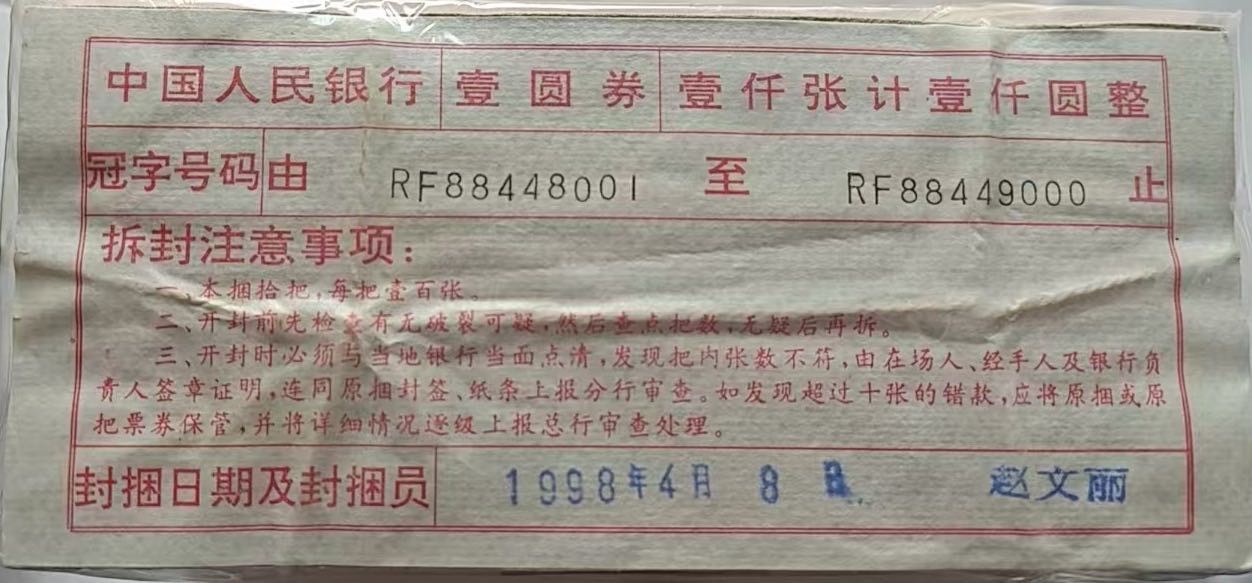 中国人民银行 壹圆券 壹仟张计壹仟圆整
冠字号码由 RF88448001 至 RF88449000 止
拆封注意事项：
一、本捆拾把，每把壹百张。
二、开封前先检查有无破裂可疑，然后查点把数，无疑后再拆。
三、开封时必须与当地银行当面点清，发现把内张数不符，由在场人、经手人及银行负
责人签章证明，连同原捆封签、纸条上报分行审查。如发现超过十张的错款，应将原捆或原
把票券保管，并将详细情况逐级上报总行审查处理。
封捆日期及封捆员 1998年4月 8日 赵文丽